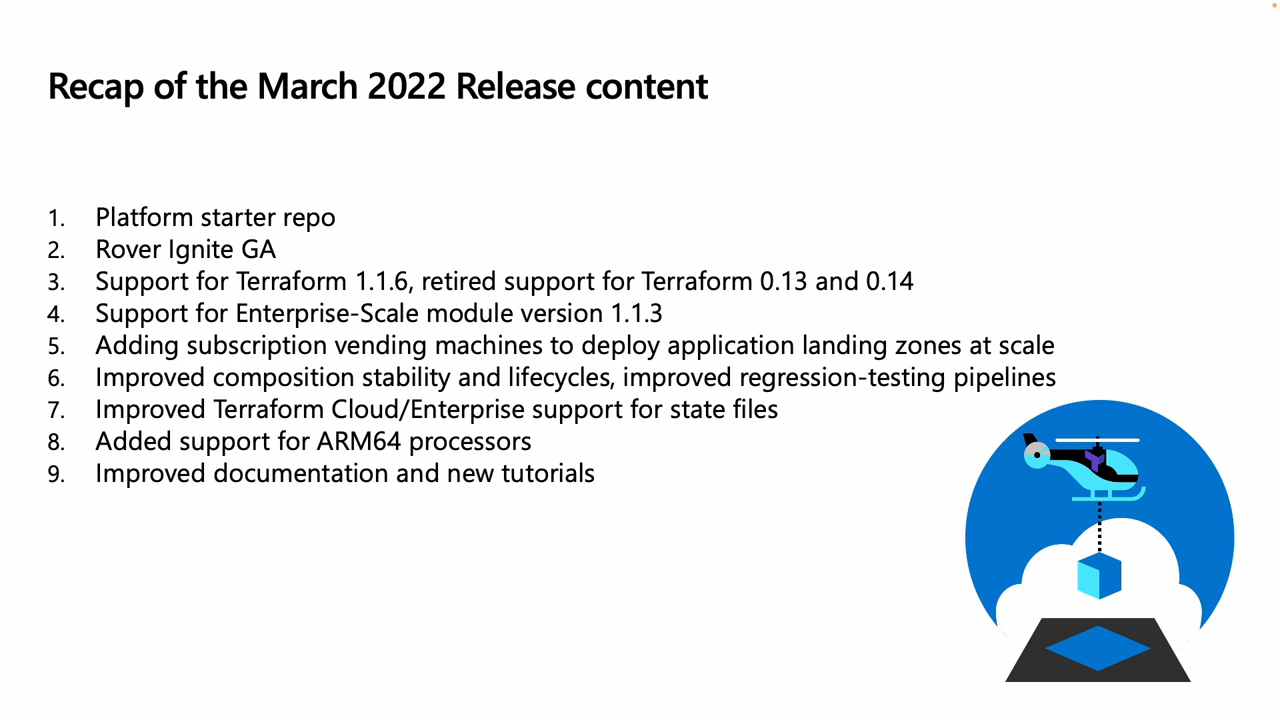 Recap of the March 2022 Release content
1. Platform starter repo
2. Rover Ignite GA
3. Support for Terraform 1.1.6, retired support for Terraform 0.13 and 0.14
4. Support for Enterprise-Scale module version 1.1.3
5. Adding subscription vending machines to deploy application landing zones at scale
6. Improved composition stability and lifecycles, improved regression-testing pipelines
7. Improved Terraform Cloud/Enterprise support for state files
8. Added support for ARM64 processors
9. Improved documentation and new tutorials